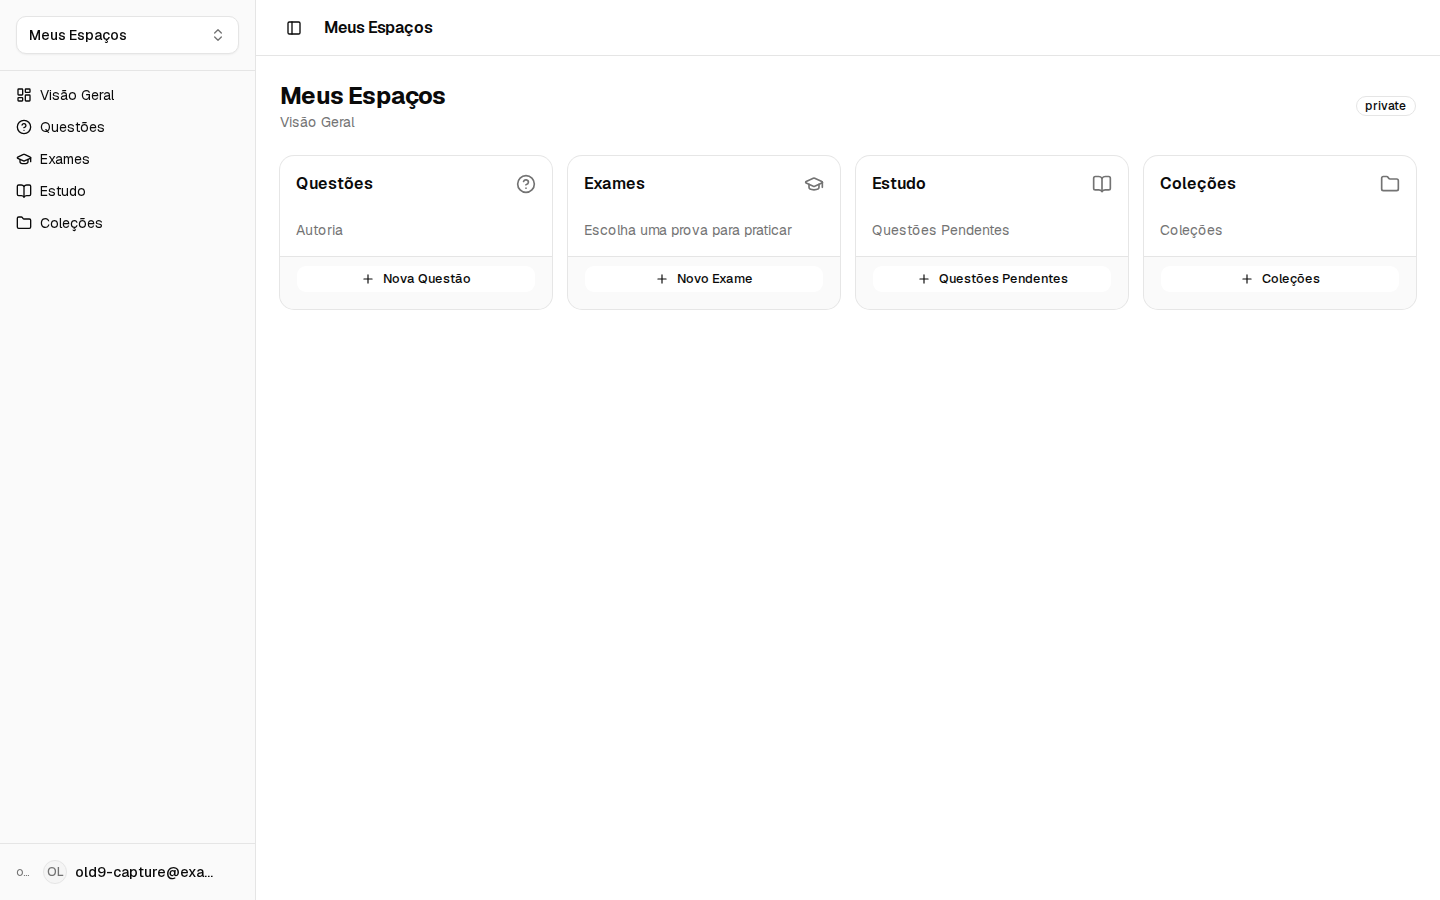 Meus Espaços
Visão Geral
Questões
Exames
Estudo
Coleções
o...
OL
old9-capture@exa...
Meus Espaços
Meus Espaços
Visão Geral
private
Questões
Autoria
Nova Questão
Exames
Escolha uma prova para praticar
Novo Exame
Estudo
Questões Pendentes
Questões Pendentes
Coleções
Coleções
Coleções